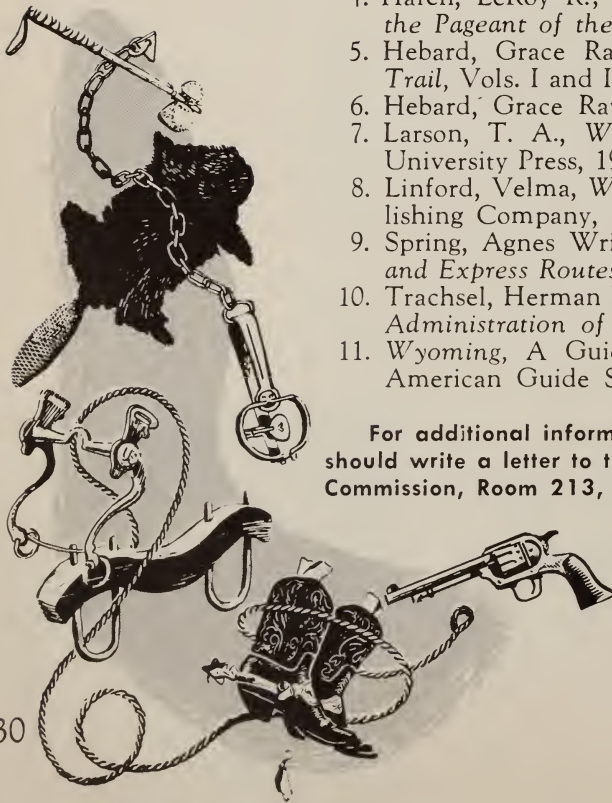 4. Hafen, LeRoy R.,
the Pageant of the
5. Hebard, Grace Ra
Trail, Vols. I and I
6. Hebard, Grace Ra
7. Larson, T. A., W
University Press, 19
8. Linford, Velma, W
lishing Company,
9. Spring, Agnes Wri
and Express Routes
10. Trachsel, Herman
Administration of
11. Wyoming, A Guid
American Guide S
For additional inform
should write a letter to t
Commission, Room 213,
30